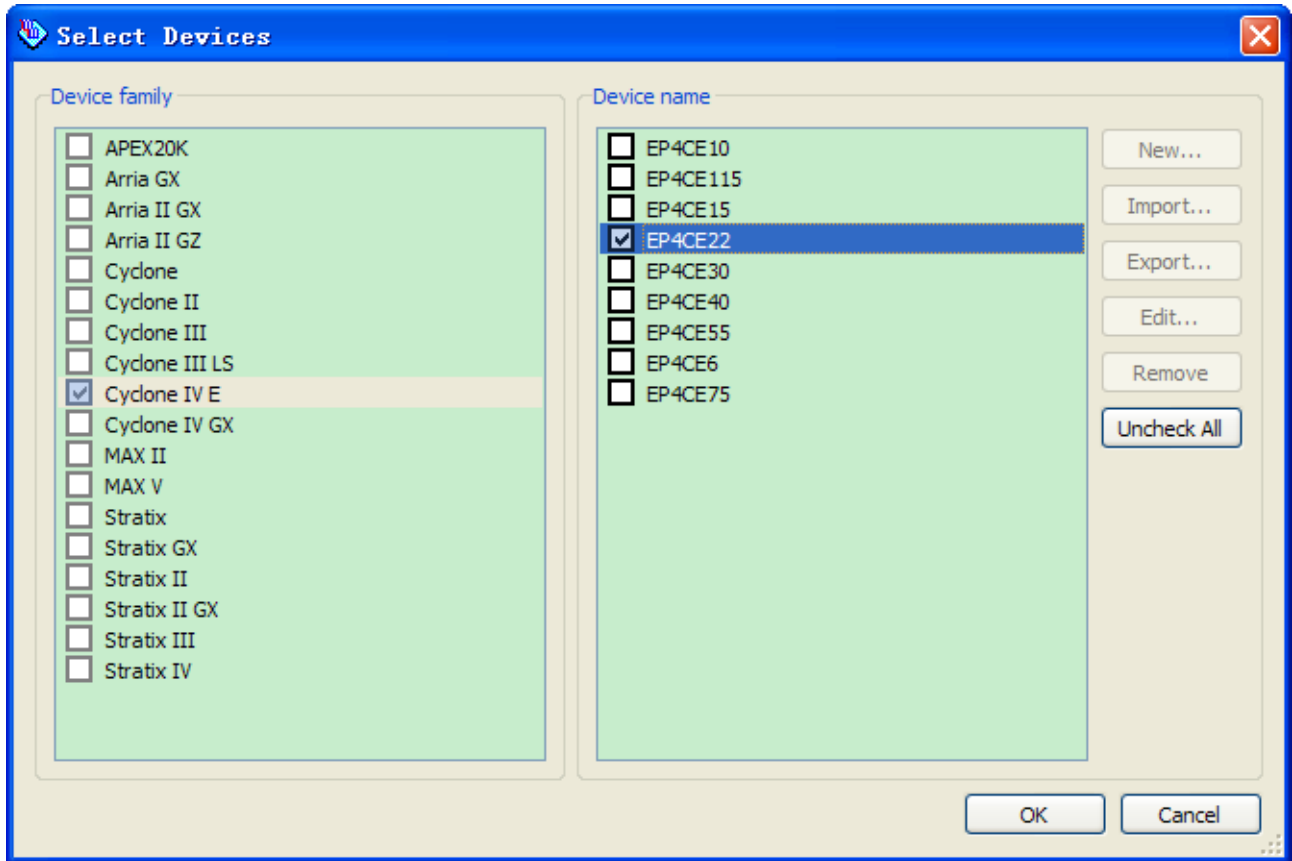 Select Devices
Device family
APEX20K
Arria GX
Arria II GX
Arria II GZ
Cyclone
Cyclone II
Cyclone III
Cyclone III LS
Cyclone IV E
Cyclone IV GX
MAX II
MAX V
Stratix
Stratix GX
Stratix II
Stratix II GX
Stratix III
Stratix IV
Device name
EP4CE10
EP4CE115
EP4CE15
EP4CE22
EP4CE30
EP4CE40
EP4CE55
EP4CE6
EP4CE75
New...
Import...
Export...
Edit...
Remove
Uncheck All
OK
Cancel